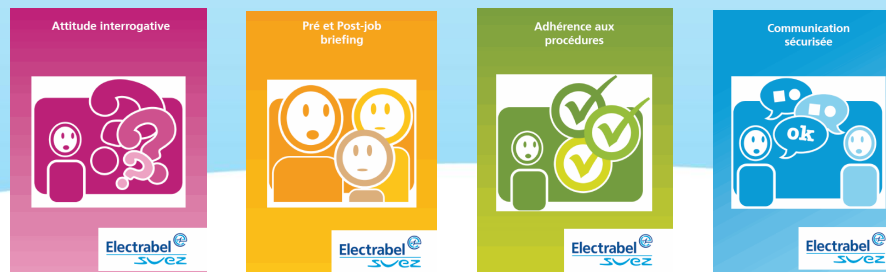 Attitude interrogative
Electrabel
suez
Pré et Post-job
briefing
Electrabel
suez
Adhérence aux
procédures
Electrabel
suez
Communication
sécurisée
ok
Electrabel
suez